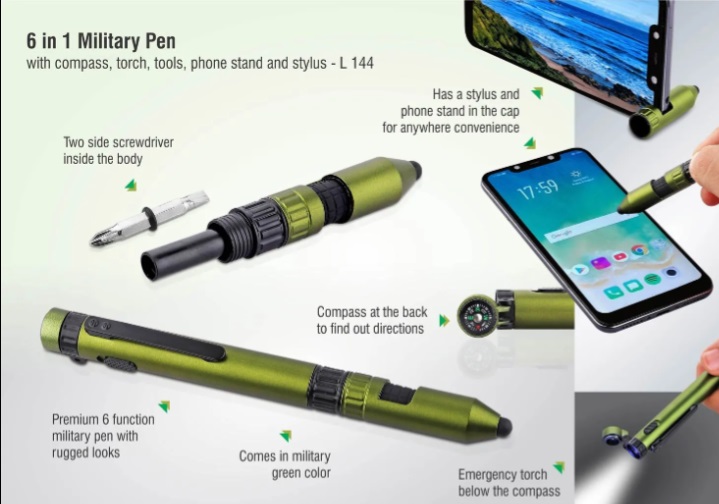 6 in 1 Military Pen
with compass, torch, tools, phone stand and stylus - L 144
Has a stylus and
phone stand in the cap
for anywhere convenience
Two side screwdriver
inside the body
17:59
Google
Compass at the back
to find out directions
Premium 6 function
military pen with
rugged looks
Comes in military
green color
Emergency torch
below the compass